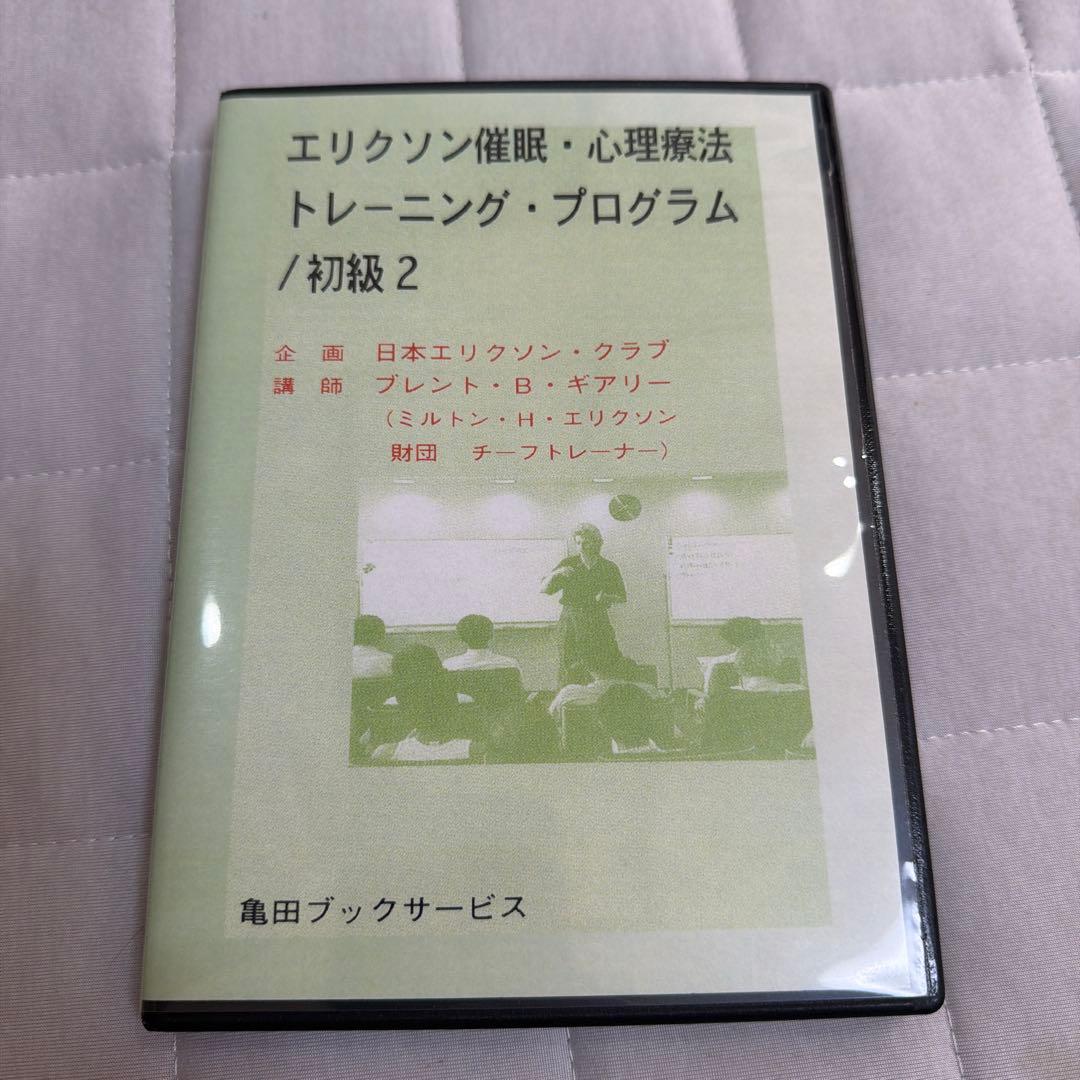 エリクソン催眠・心理療法
トレーニング・プログラム
/初級2
企 画 日本エリクソン・クラブ
講 師 ブレント・B・ギアリー
(ミルトン・H・エリクソン
財団 チーフトレーナー)
亀田ブックサービス